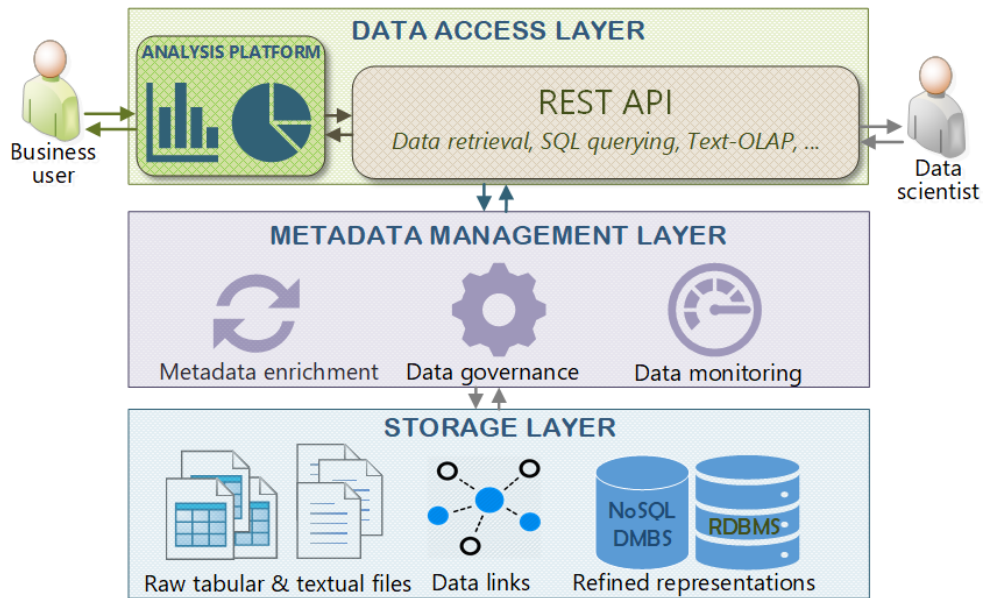 DATA ACCESS LAYER
ANALYSIS PLATFORM
REST API
Data retrieval, SQL querying, Text-OLAP, ...
Business
user
Data
scientist
METADATA MANAGEMENT LAYER
Metadata enrichment
Data governance
Data monitoring
STORAGE LAYER
NoSQL
DMBS
RDBMS
Raw tabular & textual files
Data links
Refined representations